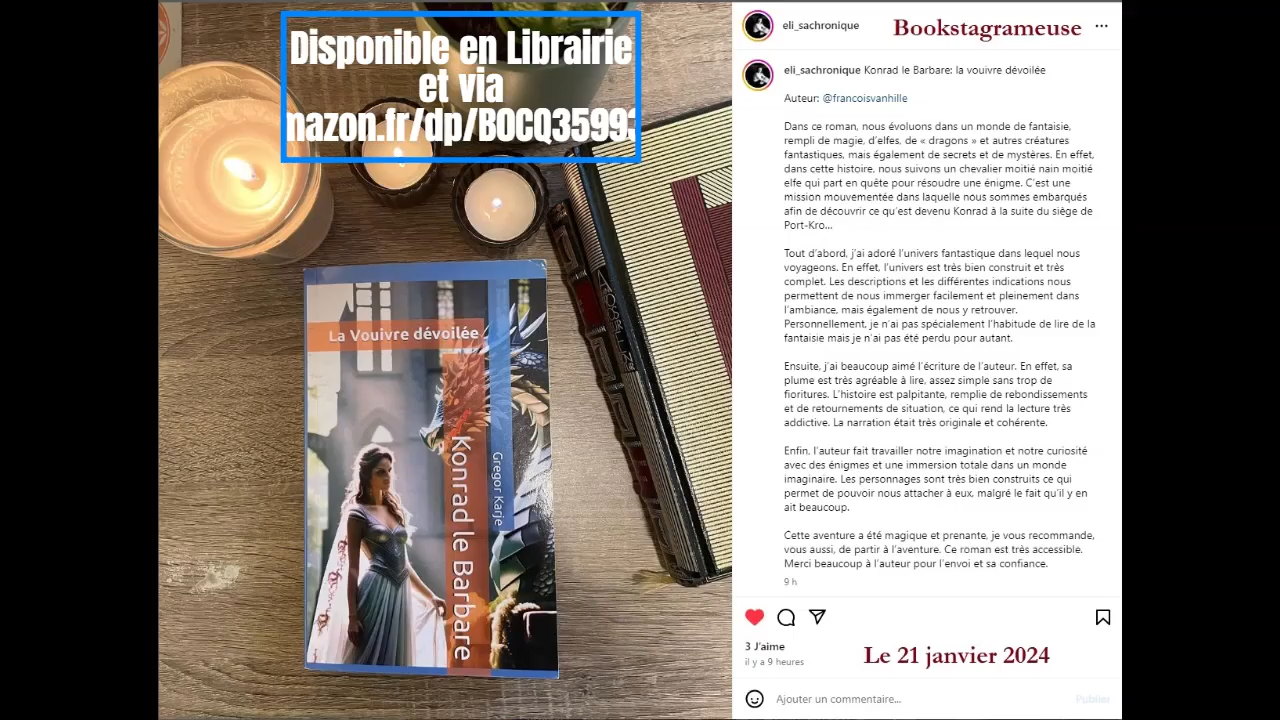 Disponible en Librairie
et via
mazon.fr/dp/B0CQ3599
La Vouivre dévoilée
Konrad le Barbare
Gregor Karje
eli_sachronique
Bookstagrameuse
eli_sachronique Konrad le Barbare: la vouivre dévoilée
Auteur: @francoisvanhille
Dans ce roman, nous évoluons dans un monde de fantaisie,
rempli de magie, d'elfes, de « dragons » et autres créatures
fantastiques, mais également de secrets et de mystères. En effet,
dans cette histoire, nous suivons un chevalier moitié nain moitié
elfe qui part en quête pour résoudre une énigme. C'est une
mission mouvementée dans laquelle nous sommes embarqués
afin de découvrir ce qu'est devenu Konrad à la suite du siège de
Port-Kro...
Tout d'abord, j'ai adoré l'univers fantastique dans lequel nous
voyageons. En effet, l'univers est très bien construit et très
complet. Les descriptions et les différentes indications nous
permettent de nous immerger facilement et pleinement dans
l'ambiance, mais également de nous y retrouver.
Personnellement, je n'ai pas spécialement l'habitude de lire de la
fantaisie mais je n'ai pas été perdu pour autant.
Ensuite, j'ai beaucoup aimé l'écriture de l'auteur. En effet, sa
plume est très agréable à lire, assez simple sans trop de
fioritures. L'histoire est palpitante, remplie de rebondissements
et de retournements de situation, ce qui rend la lecture très
addictive. La narration était très originale et cohérente.
Enfin, l'auteur fait travailler notre imagination et notre curiosité
avec des énigmes et une immersion totale dans un monde
imaginaire. Les personnages sont très bien construits ce qui
permet de pouvoir nous attacher à eux, malgré le fait qu'il y en
ait beaucoup.
Cette aventure a été magique et prenante, je vous recommande,
vous aussi, de partir à l'aventure. Ce roman est très accessible.
Merci beaucoup à l'auteur pour l'envoi et sa confiance.
9 h
3 J'aime
il y a 9 heures
Le 21 janvier 2024
Ajouter un commentaire...
Publier